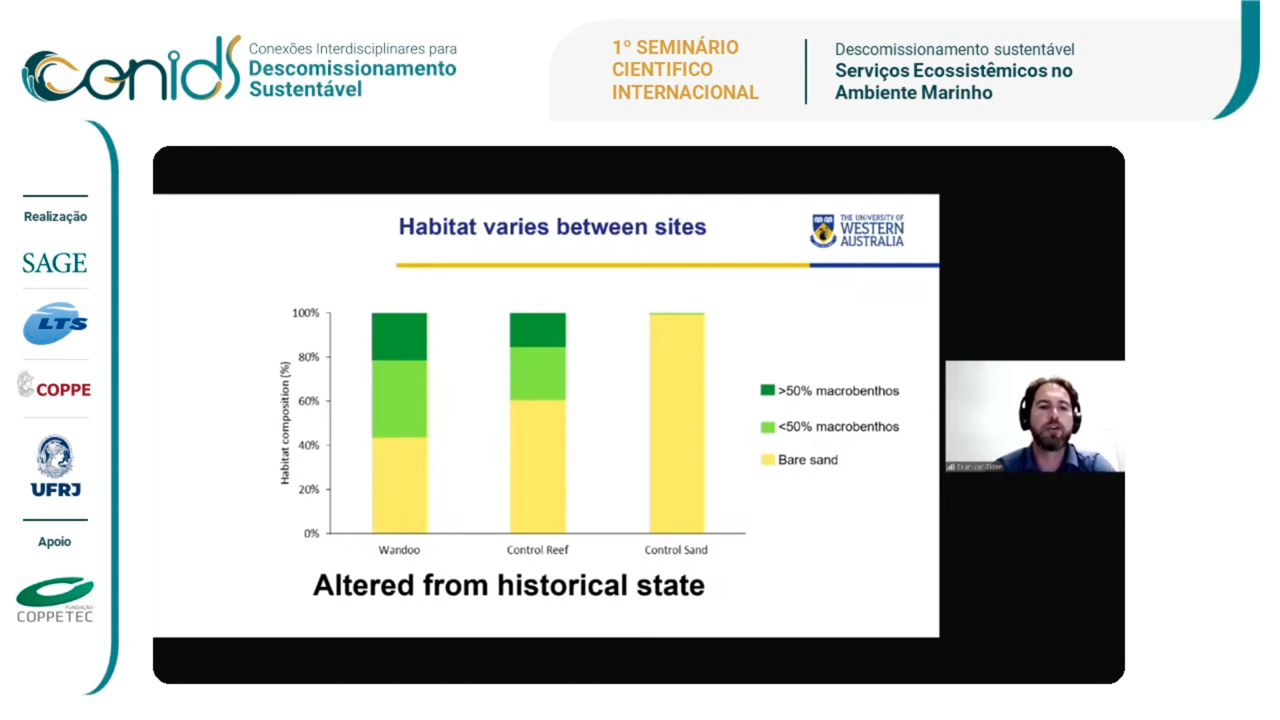 conids
Conexões Interdisciplinares para
Descomissionamento
Sustentável
1º SEMINÁRIO
CIENTIFICO
INTERNACIONAL
Descomissionamento sustentável
Serviços Ecossistêmicos no
Ambiente Marinho
Realização
SAGE
LTS
COPPE
UFRJ
Apoio
FUNDAÇÃO
COPPETEC
Habitat varies between sites
THE UNIVERSITY OF
WESTERN
AUSTRALIA
Habitat composition (%)
100%
80%
60%
40%
20%
0%
Wandoo
Control Reef
Control Sand
>50% macrobenthos
<50% macrobenthos
Bare sand
Altered from historical state